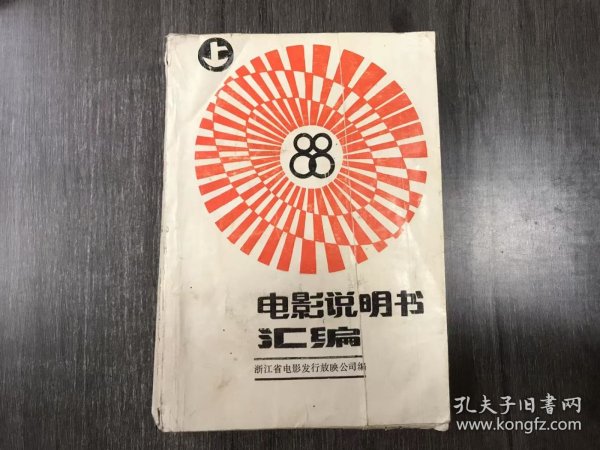 上
88
电影说明书
汇编
浙江省电影发行放映公司编
孔夫子旧书网
www.kongfz.com